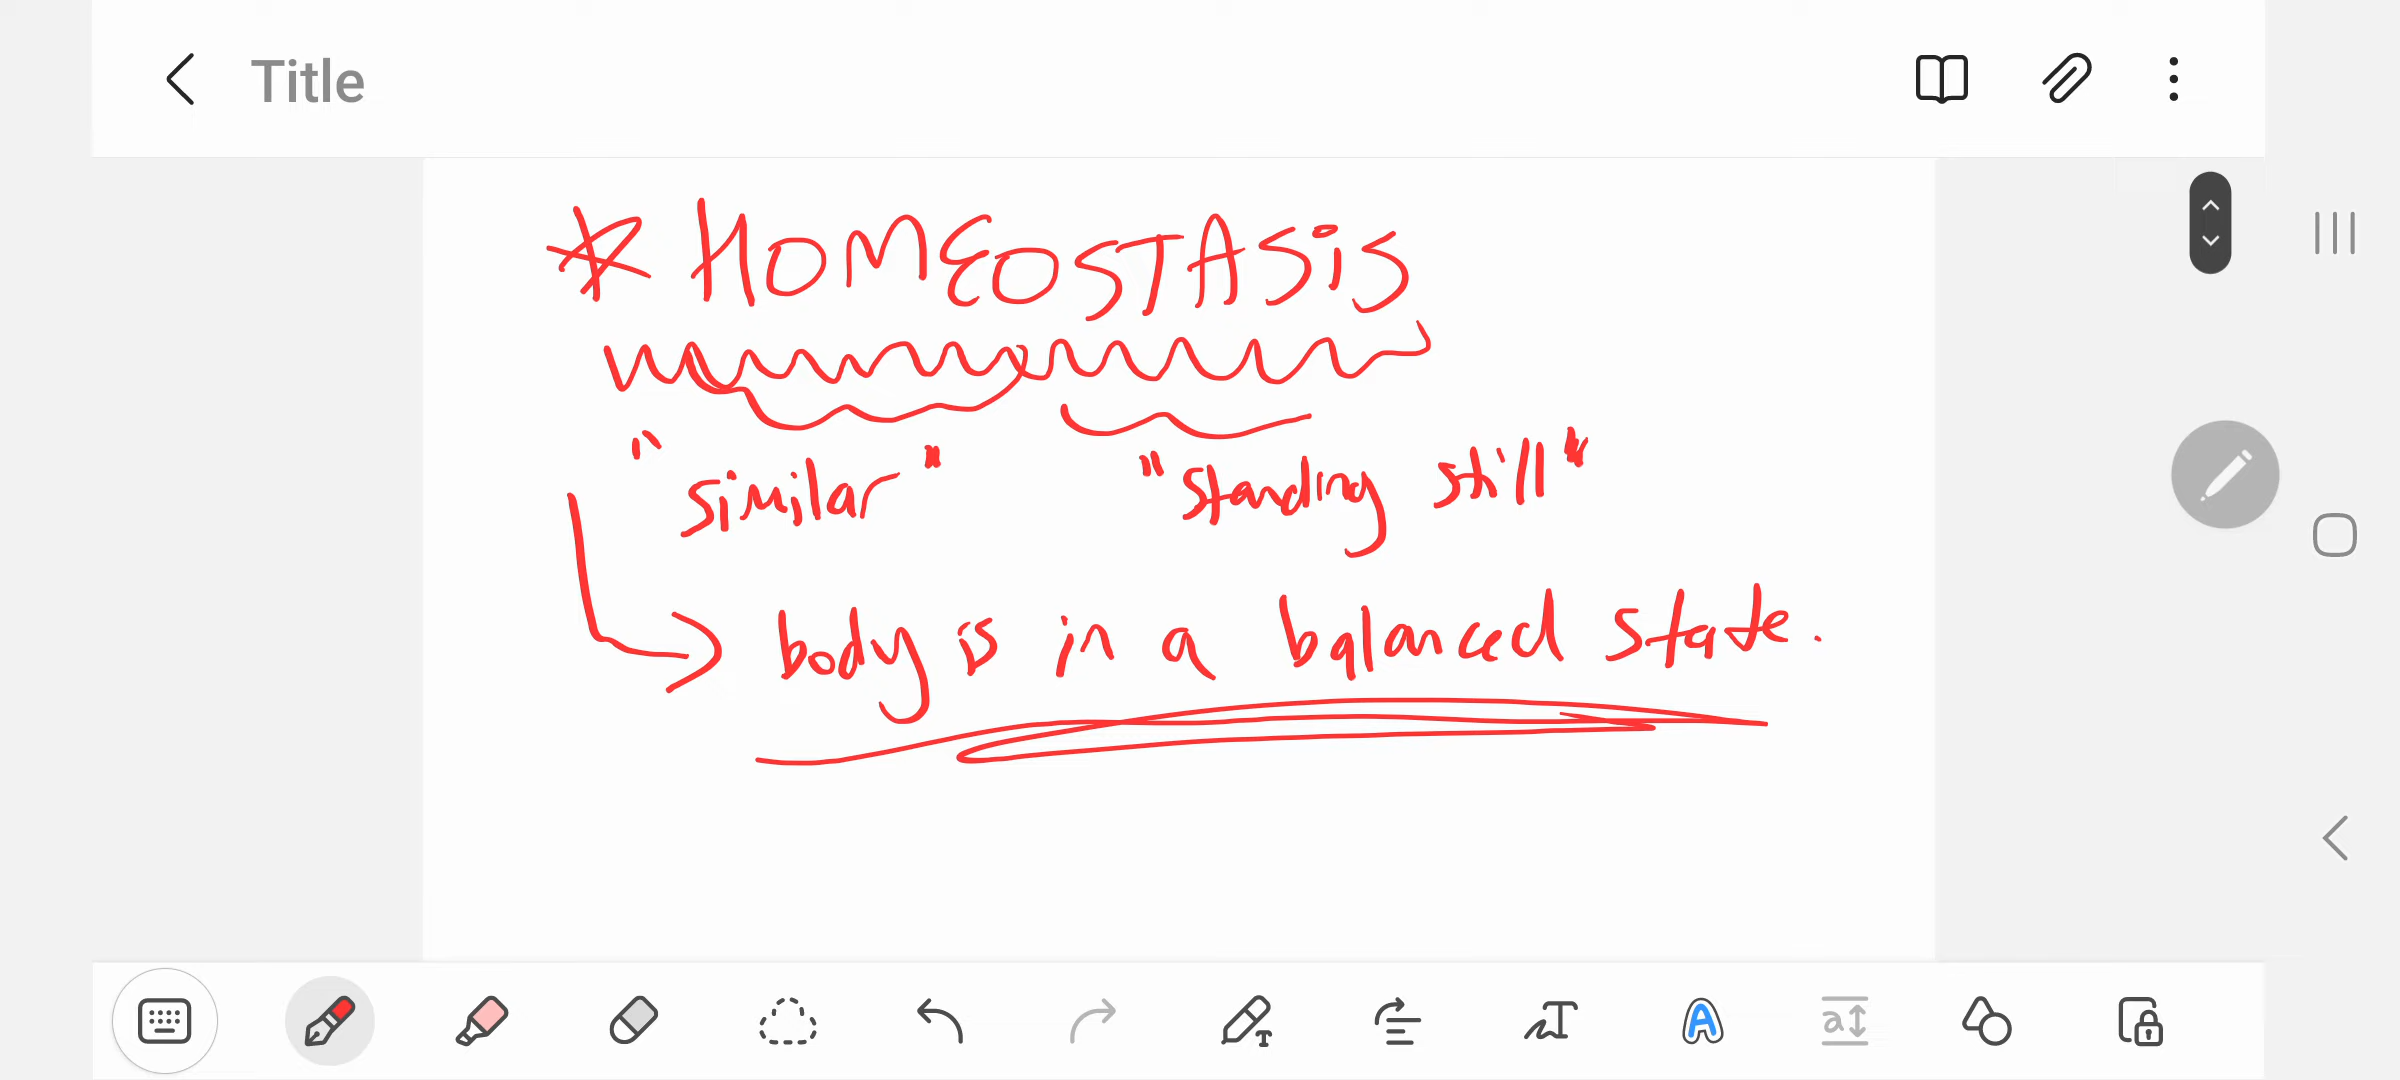 Title
* HOMEOSTASiS
"similar" "standing still"
body is in a balanced state.